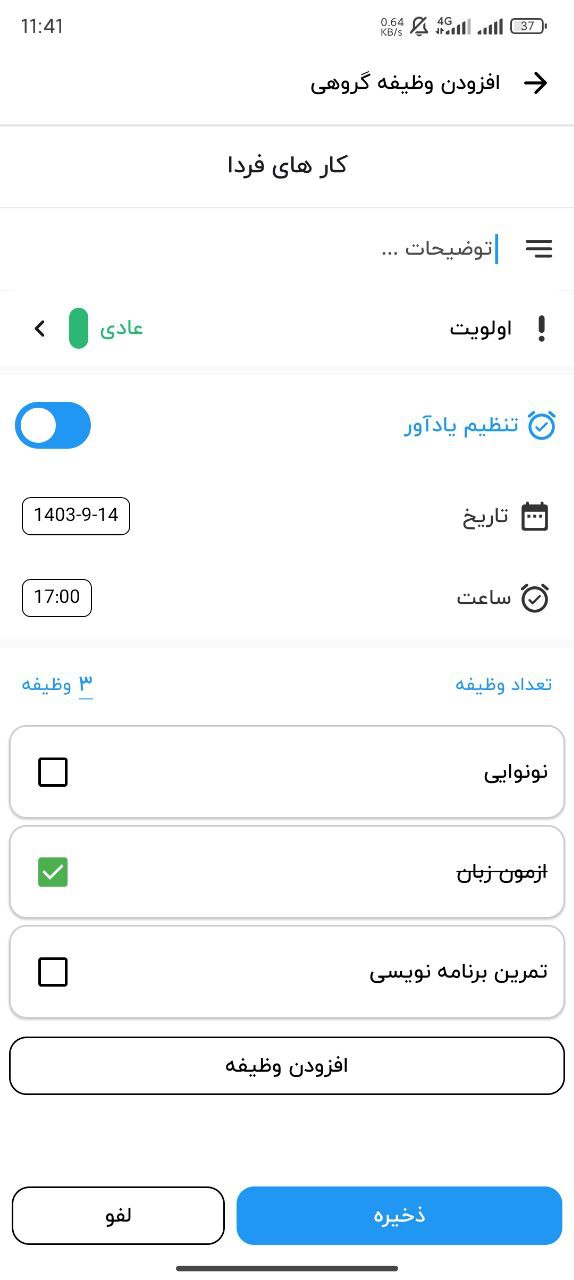 11:41
0.64 KB/s 4G 37
افزودن وظیفه گروهی
کار های فردا
توضیحات ...
اولویت عادی
تنظیم یادآور
تاریخ 1403-9-14
ساعت 17:00
تعداد وظیفه ۳ وظیفه
نونوایی
ازمون زبان
تمرین برنامه نویسی
افزودن وظیفه
ذخیره لغو